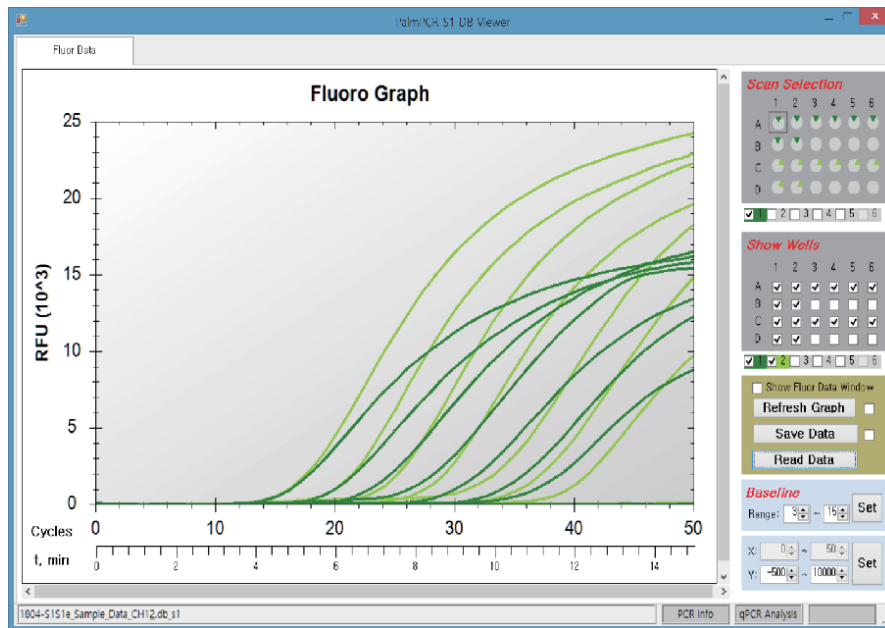 PalmPCR S1 DB Viewer
Fluor Data
Fluoro Graph
RFU (10^3)
25
20
15
10
5
0
Cycles
0 10 20 30 40 50
t, min
0 2 4 6 8 10 12 14
Scan Selection
1 2 3 4 5 6
A
B
C
D
1 2 3 4 5 6
Show Wells
1 2 3 4 5 6
A
B
C
D
1 2 3 4 5 6
Show Fluor Data Window
Refresh Graph
Save Data
Read Data
Baseline
Range: 3 ~ 15 Set
X: 0 ~ 50
Y: -500 ~ 10000 Set
1804-S1S1e_Sample_Data_CH12.db_s1
PCR Info qPCR Analysis